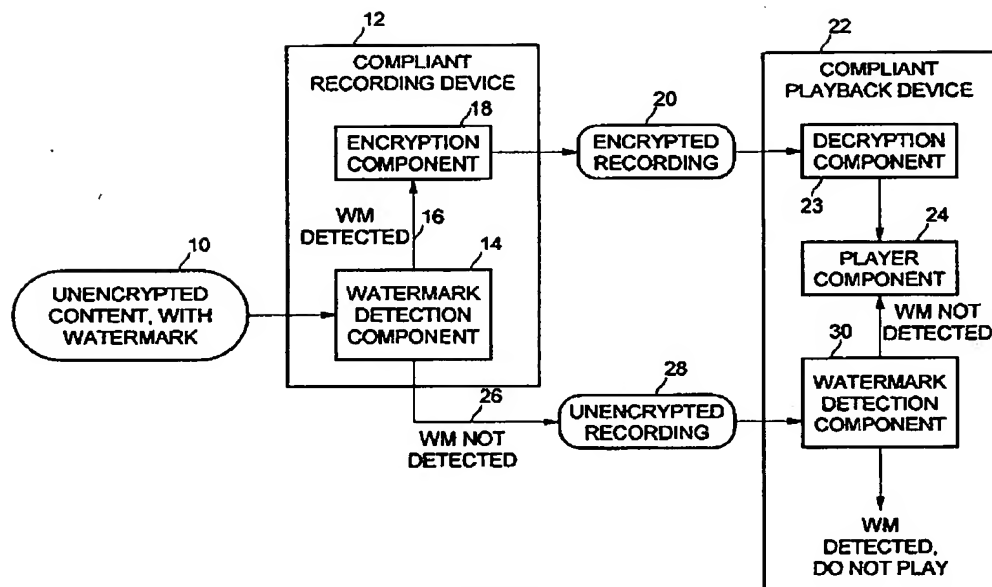 12
COMPLIANT
RECORDING DEVICE
18
ENCRYPTION
COMPONENT
WM
DETECTED
16
14
WATERMARK
DETECTION
COMPONENT
10
UNENCRYPTED
CONTENT, WITH
WATERMARK
26
WM NOT
DETECTED
20
ENCRYPTED
RECORDING
28
UNENCRYPTED
RECORDING
22
COMPLIANT
PLAYBACK DEVICE
DECRYPTION
COMPONENT
23
24
PLAYER
COMPONENT
WM NOT
DETECTED
30
WATERMARK
DETECTION
COMPONENT
WM
DETECTED,
DO NOT PLAY